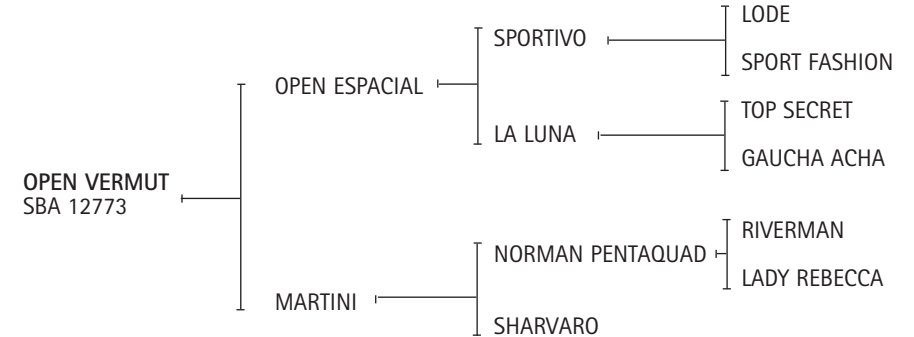 OPEN VERMUT
SBA 12773
OPEN ESPACIAL
MARTINI
SPORTIVO
LA LUNA
NORMAN PENTAQUAD
SHARVARO
LODE
SPORT FASHION
TOP SECRET
GAUCHA ACHA
RIVERMAN
LADY REBECCA